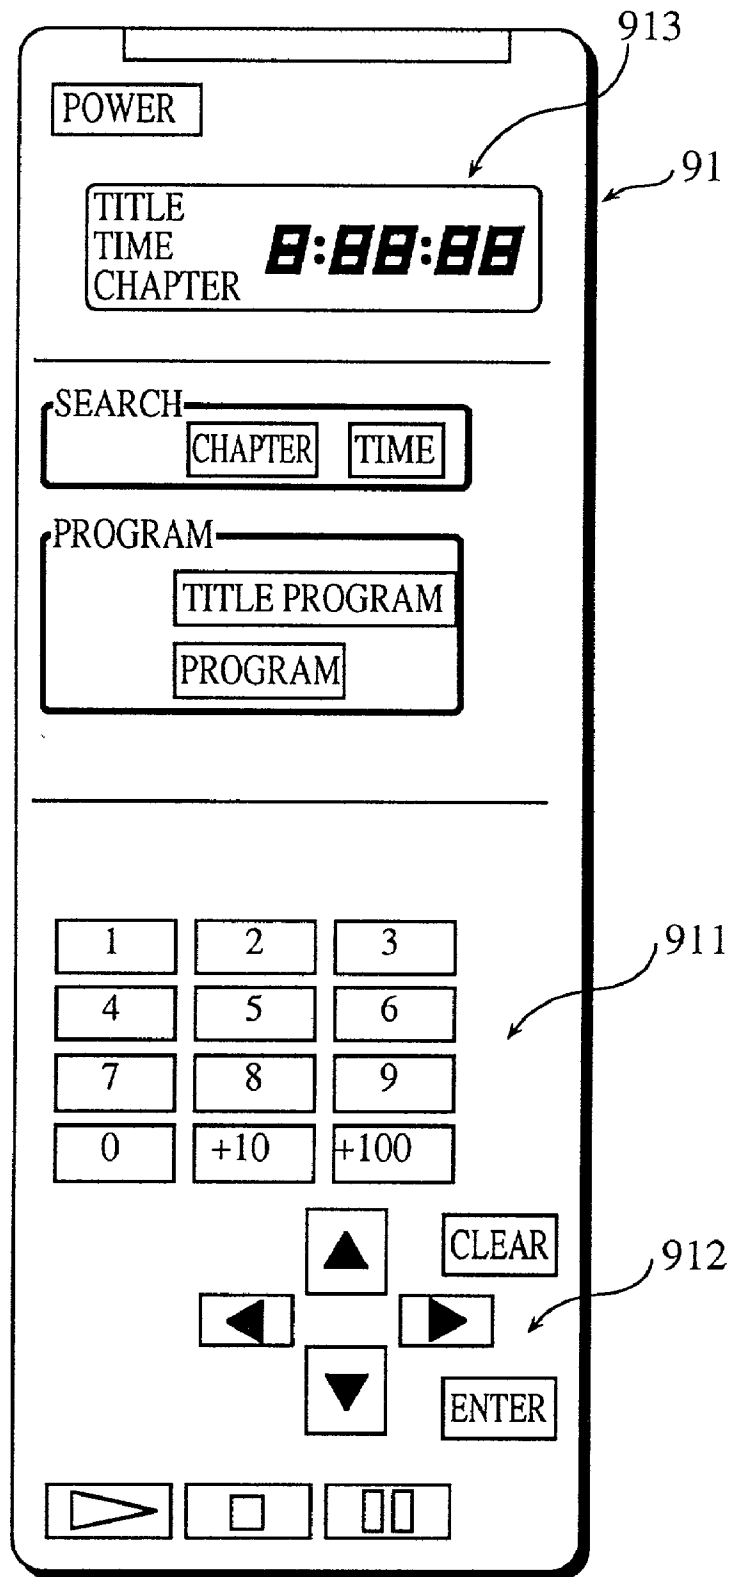 913
POWER
91
TITLE
TIME 8:88:88
CHAPTER
SEARCH
CHAPTER TIME
PROGRAM
TITLE PROGRAM
PROGRAM
1 2 3
911
4 5 6
7 8 9
0 +10 +100
CLEAR
912
ENTER